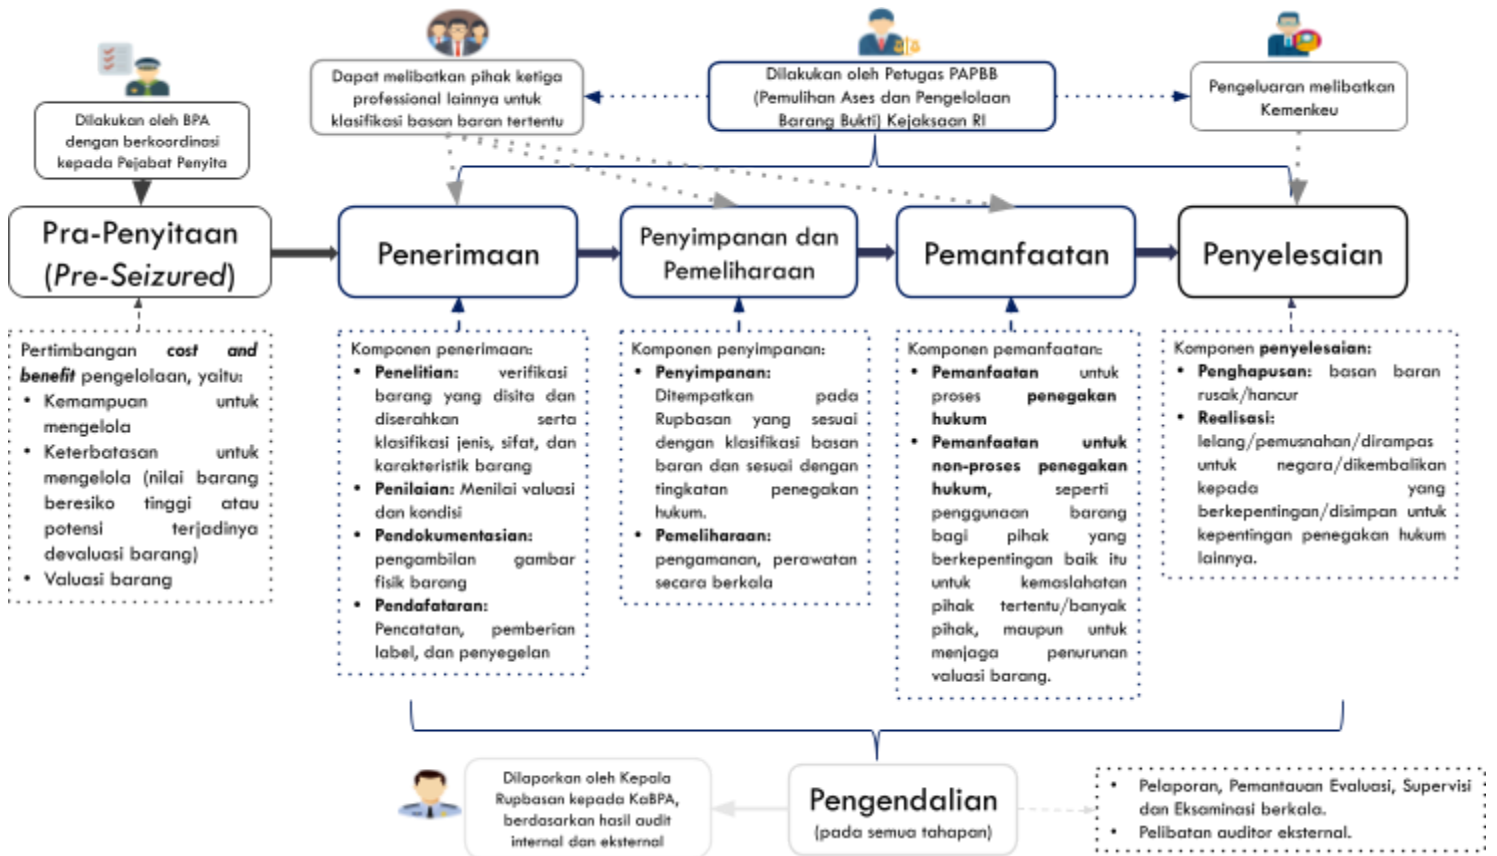 Dilakukan oleh BPA
dengan berkoordinasi
kepada Pejabat Penyita
Dapat melibatkan pihak ketiga
professional lainnya untuk
klasifikasi basan baran tertentu
Dilakukan oleh Petugas PAPBB
(Pemulihan Ases dan Pengelolaan
Barang Bukti) Kejaksaan RI
Pengeluaran melibatkan
Kemenkeu
Pra-Penyitaan
(Pre-Seizured)
Penerimaan
Penyimpanan dan
Pemeliharaan
Pemanfaatan
Penyelesaian
Pertimbangan cost and
benefit pengelolaan, yaitu:
• Kemampuan untuk
mengelola
• Keterbatasan untuk
mengelola (nilai barang
beresiko tinggi atau
potensi terjadinya
devaluasi barang)
• Valuasi barang
Komponen penerimaan:
• Penelitian: verifikasi
barang yang disita dan
diserahkan serta
klasifikasi jenis, sifat, dan
karakteristik barang
• Penilaian: Menilai valuasi
dan kondisi
• Pendokumentasian:
pengambilan gambar
fisik barang
• Pendafataran:
Pencatatan, pemberian
label, dan penyegelan
Komponen penyimpanan:
• Penyimpanan:
Ditempatkan pada
Rupbasan yang sesuai
dengan klasifikasi basan
baran dan sesuai dengan
tingkatan penegakan
hukum.
• Pemeliharaan:
pengamanan, perawatan
secara berkala
Komponen pemanfaatan:
• Pemanfaatan untuk
proses penegakan
hukum
• Pemanfaatan untuk
non-proses penegakan
hukum, seperti
penggunaan barang
bagi pihak yang
berkepentingan baik itu
untuk kemaslahatan
pihak tertentu/banyak
pihak, maupun untuk
menjaga penurunan
valuasi barang.
Komponen penyelesaian:
• Penghapusan: basan baran
rusak/hancur
• Realisasi:
lelang/pemusnahan/dirampas
untuk negara/dikembalikan
kepada yang
berkepentingan/disimpan untuk
kepentingan penegakan hukum
lainnya.
Dilaporkan oleh Kepala
Rupbasan kepada KaBPA,
berdasarkan hasil audit
internal dan eksternal
Pengendalian
(pada semua tahapan)
• Pelaporan, Pemantauan Evaluasi, Supervisi
dan Eksaminasi berkala.
• Pelibatan auditor eksternal.